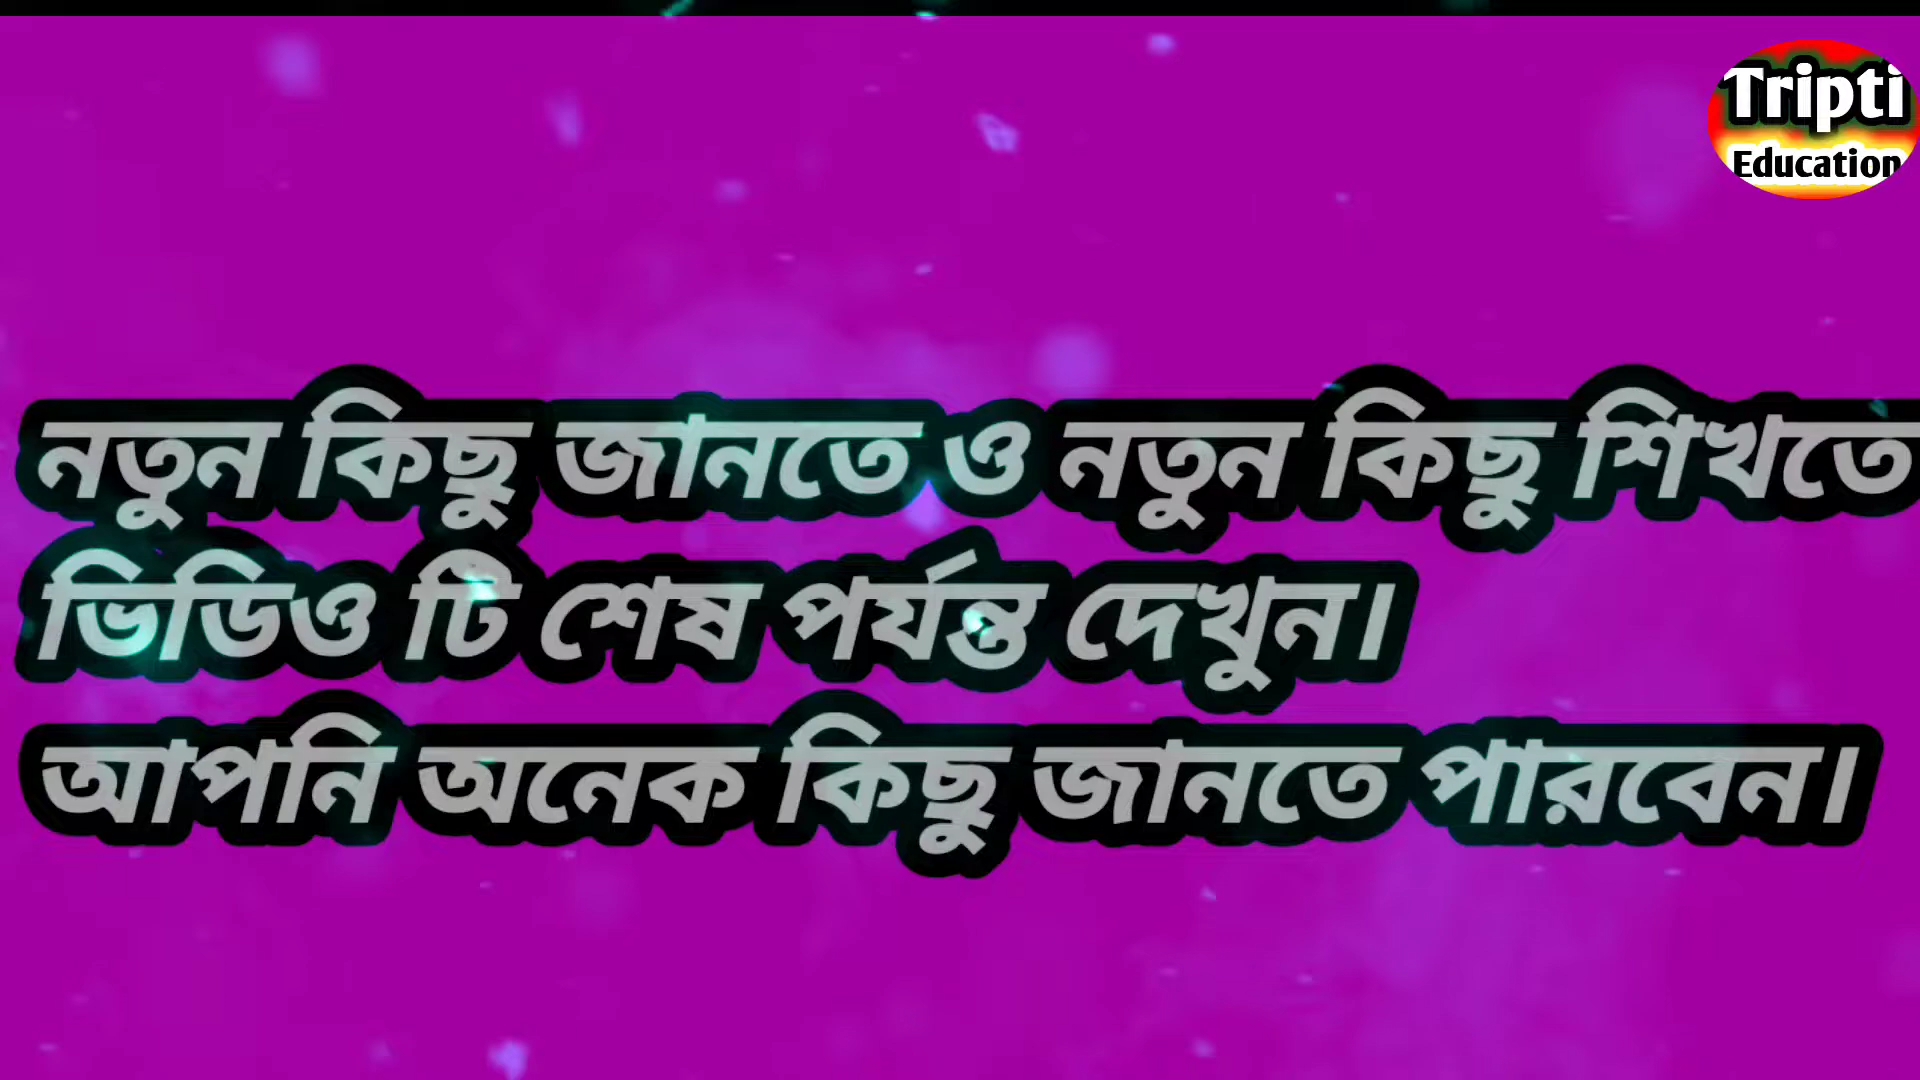 Tripti
Education
নতুন কিছু জানতে ও নতুন কিছু শিখতে
ভিডিও টি শেষ পর্যন্ত দেখুন।
আপনি অনেক কিছু জানতে পারবেন।